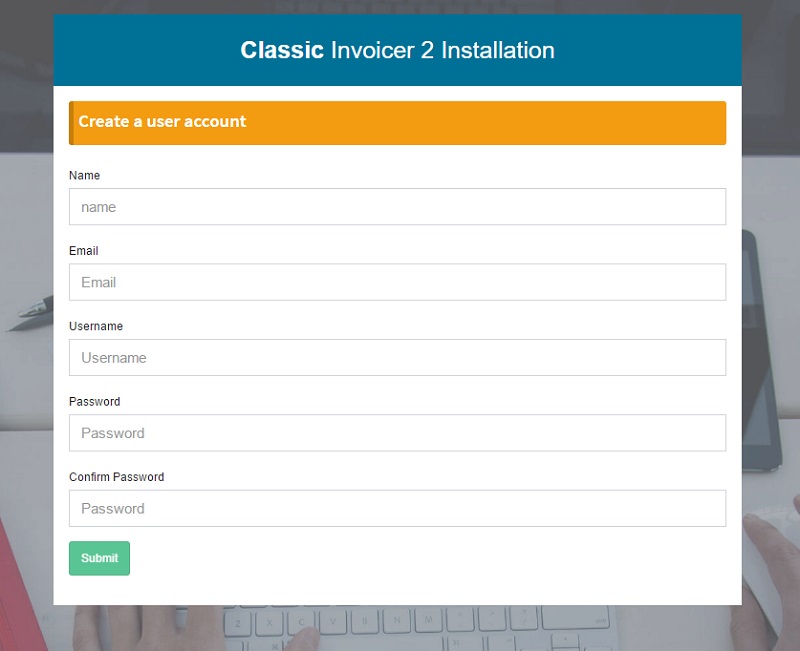 Classic Invoicer 2 Installation
Create a user account
Name
name
Email
Email
Username
Username
Password
Password
Confirm Password
Password
Submit
Z X C V B N M